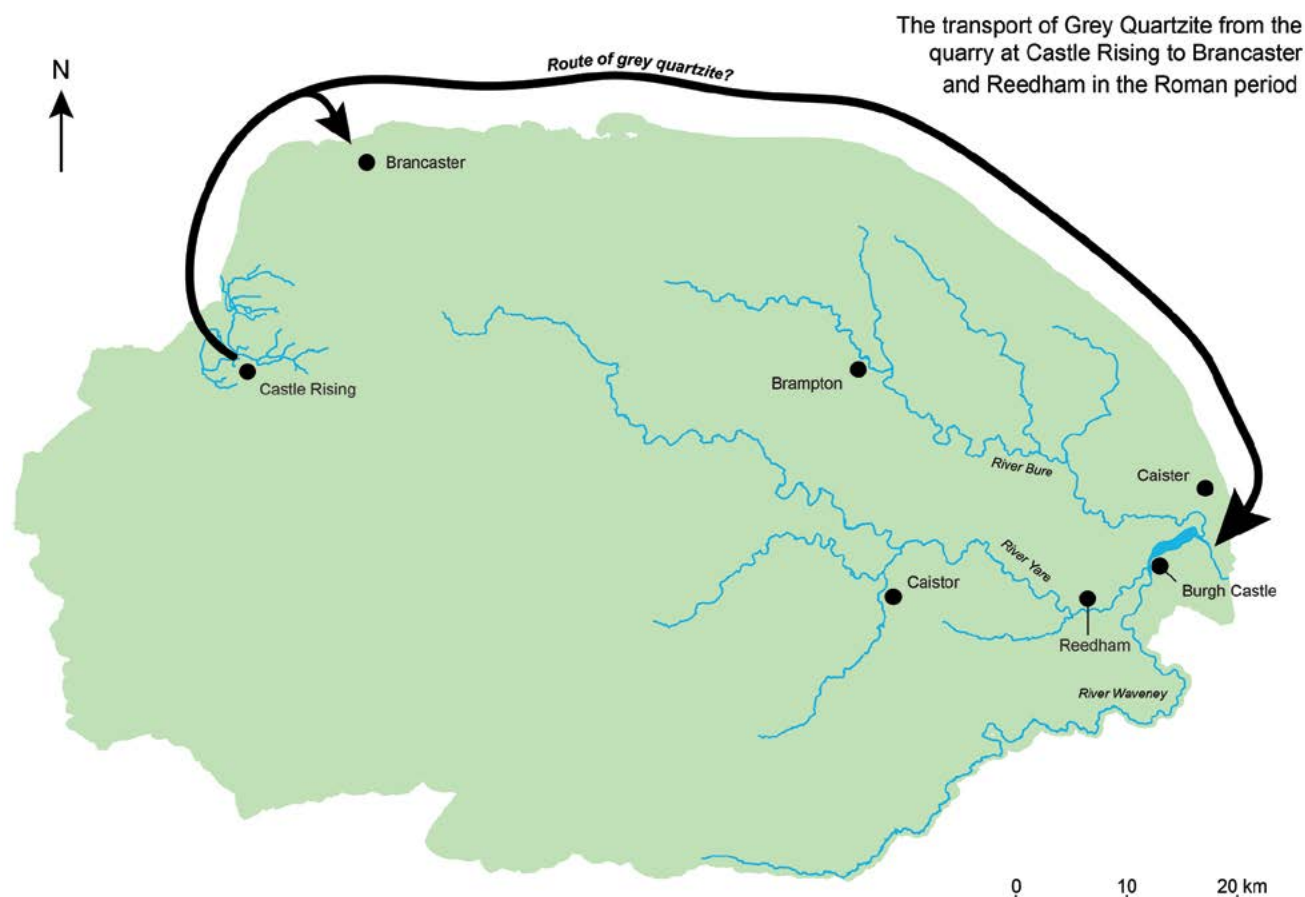 The transport of Grey Quartzite from the
quarry at Castle Rising to Brancaster
and Reedham in the Roman period
N
Route of grey quartzite?
Brancaster
Castle Rising
Brampton
River Bure
Caister
River Yare
Caistor
Burgh Castle
Reedham
River Waveney
0 10 20 km